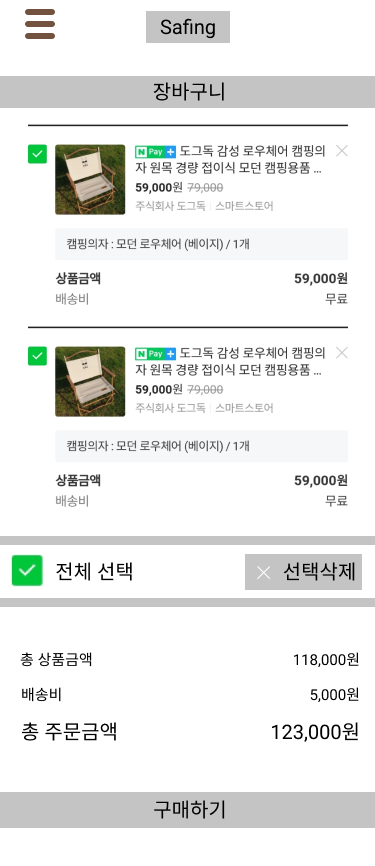 Safing
장바구니
N Pay + 도그독 감성 로우체어 캠핑의
자 원목 경량 접이식 모던 캠핑용품 ...
59,000원 79,000
주식회사 도그독 | 스마트스토어
캠핑의자 : 모던 로우체어 (베이지) / 1개
상품금액 59,000원
배송비 무료
N Pay + 도그독 감성 로우체어 캠핑의
자 원목 경량 접이식 모던 캠핑용품 ...
59,000원 79,000
주식회사 도그독 | 스마트스토어
캠핑의자 : 모던 로우체어 (베이지) / 1개
상품금액 59,000원
배송비 무료
전체 선택 선택삭제
총 상품금액 118,000원
배송비 5,000원
총 주문금액 123,000원
구매하기